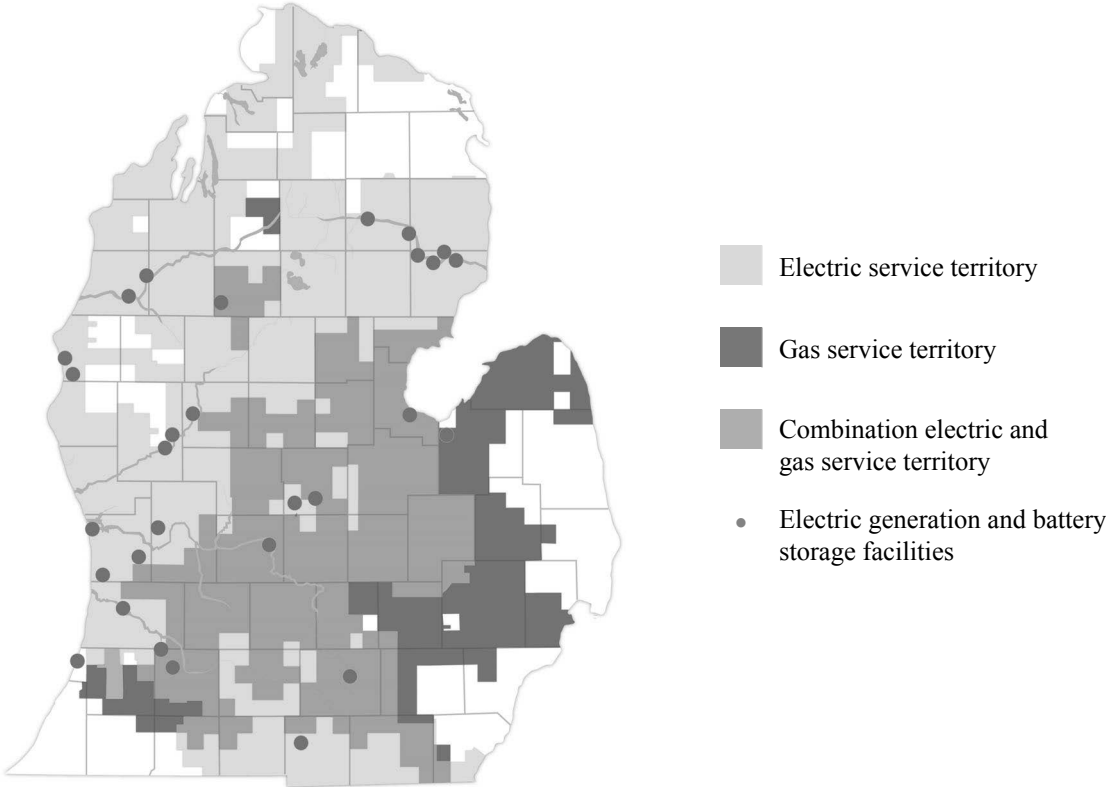 Electric service territory
Gas service territory
Combination electric and
gas service territory
Electric generation and battery
storage facilities